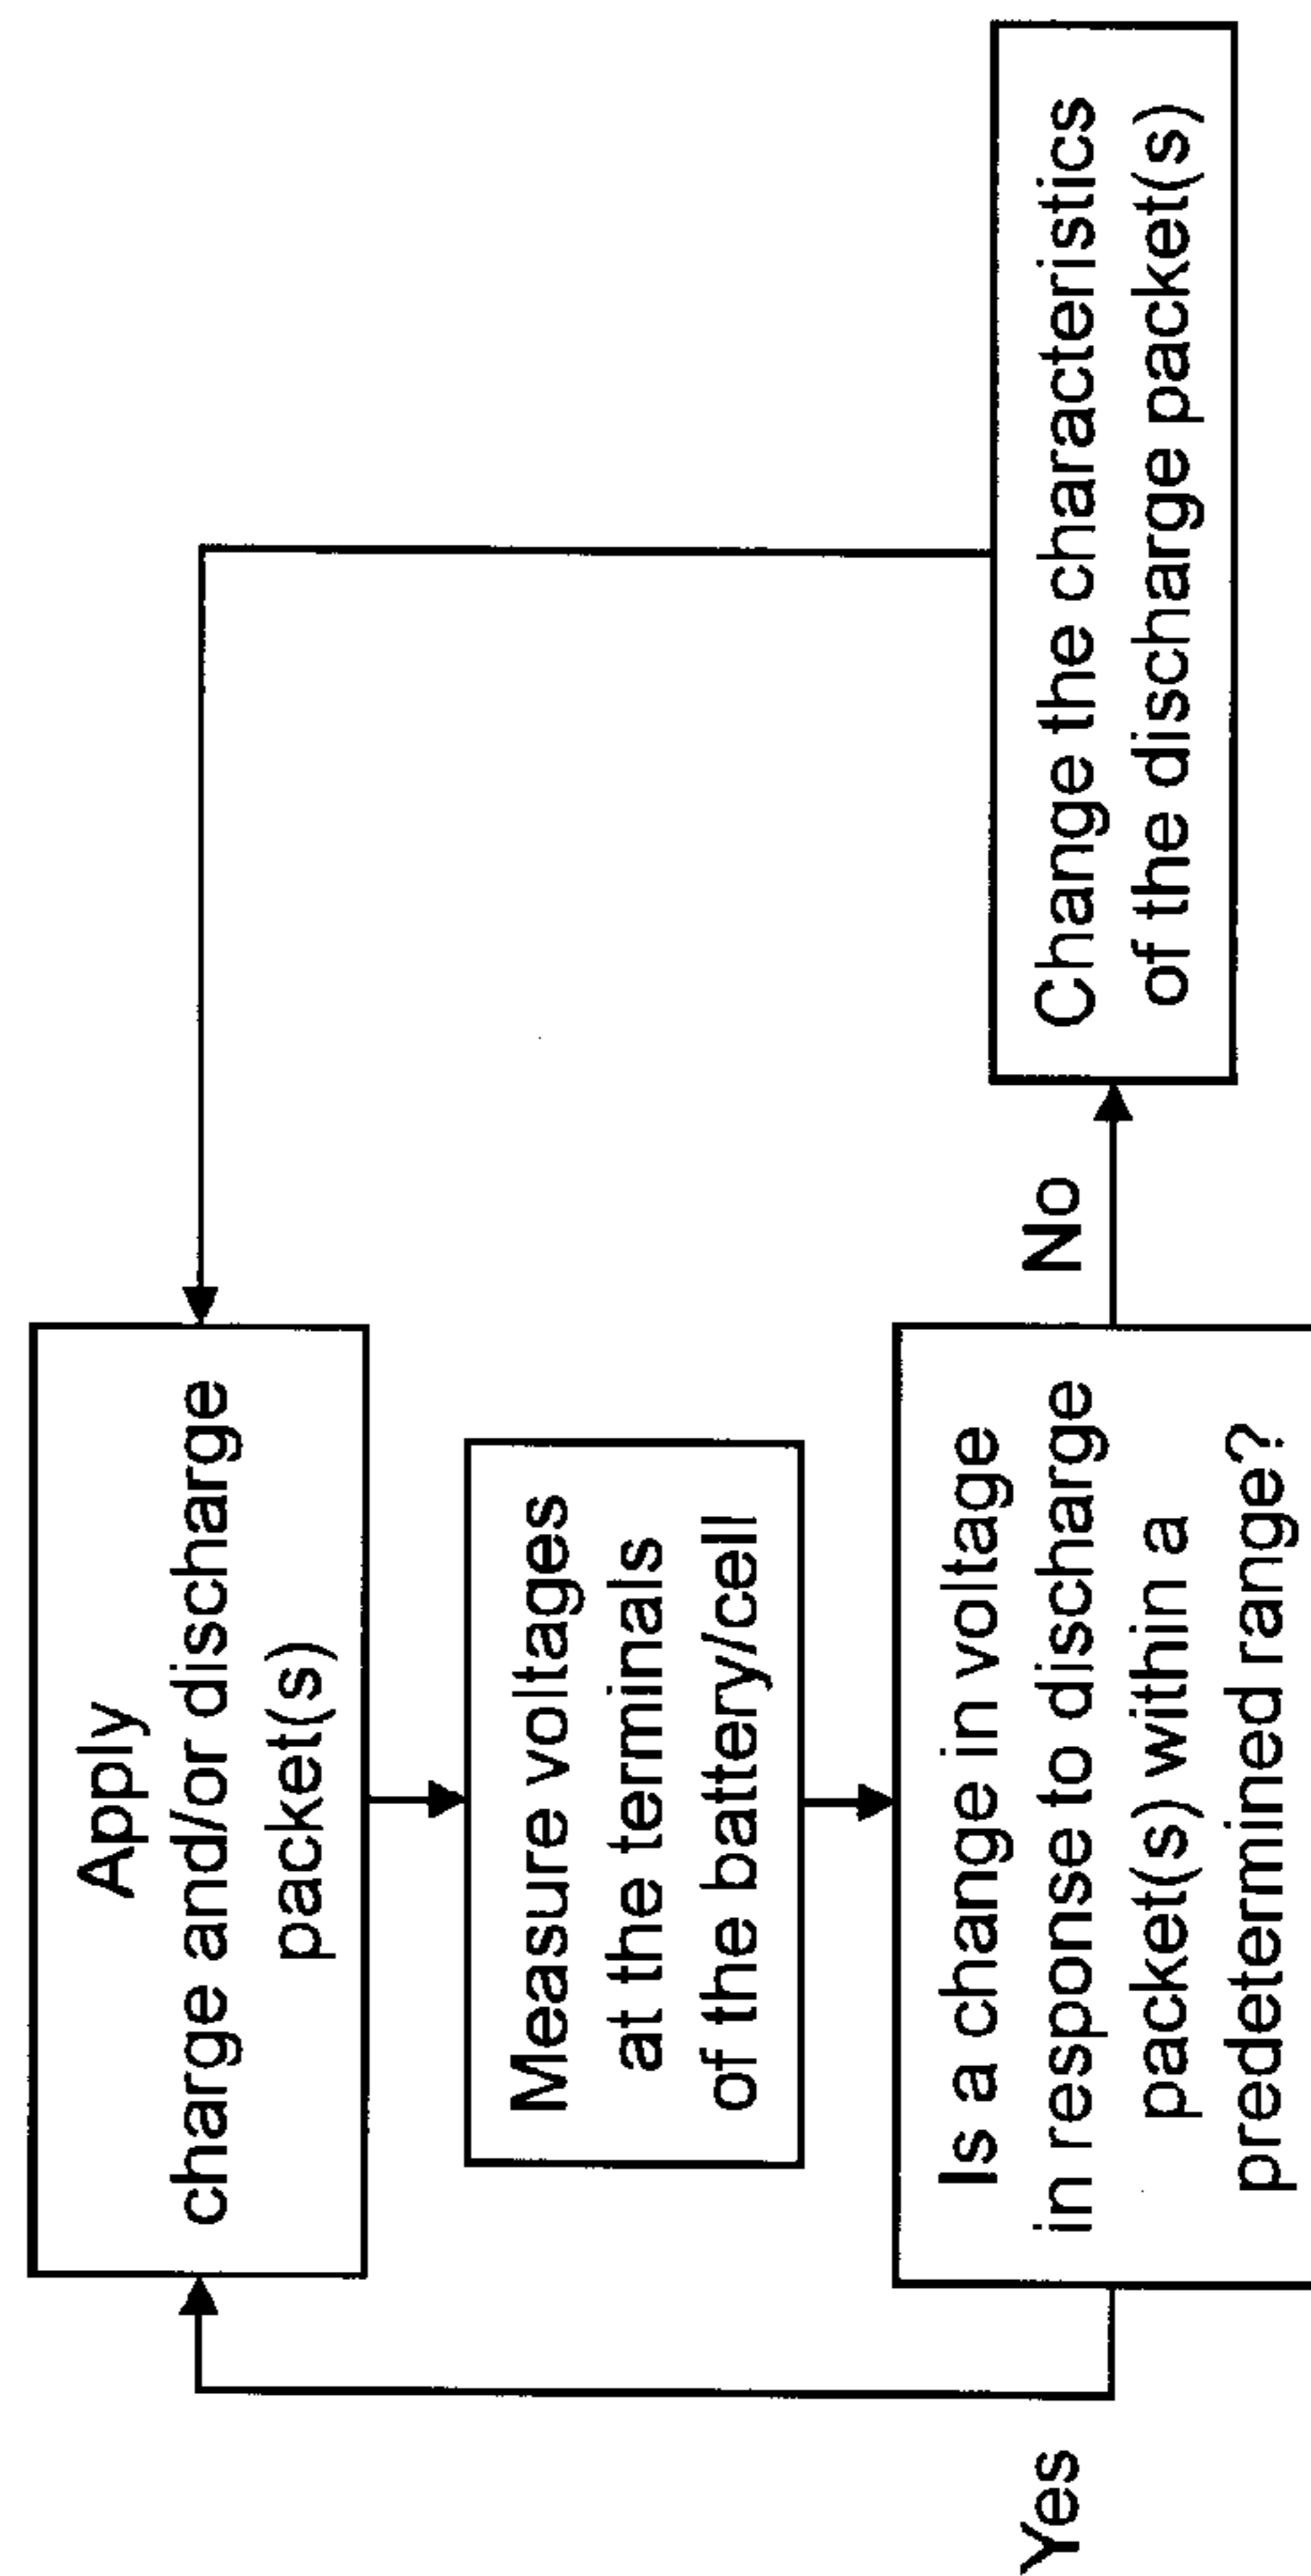 Apply
charge and/or discharge
packet(s)
Measure voltages
at the terminals
of the battery/cell
Is a change in voltage
in response to discharge
packet(s) within a
predetermined range?
Yes
No
Change the characteristics
of the discharge packet(s)